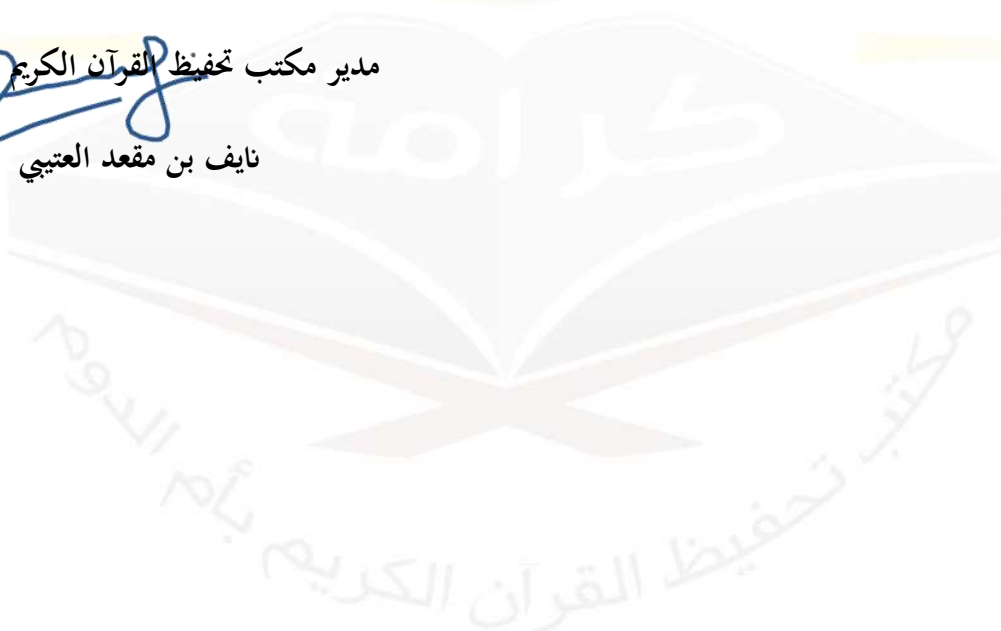 مدير مكتب تحفيظ القرآن الكريم
نايف بن مقعد العتيبي
كرامة
مكتب تحفيظ القرآن الكريم بأم الدوم